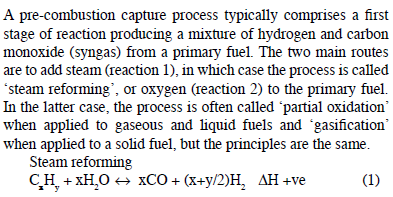 A pre-combustion capture process typically comprises a first
stage of reaction producing a mixture of hydrogen and carbon
monoxide (syngas) from a primary fuel. The two main routes
are to add steam (reaction 1), in which case the process is called
‘steam reforming’, or oxygen (reaction 2) to the primary fuel.
In the latter case, the process is often called ‘partial oxidation’
when applied to gaseous and liquid fuels and ‘gasification’
when applied to a solid fuel, but the principles are the same.
Steam reforming
CₓHᵧ + xH₂O ↔ xCO + (x+y/2)H₂ ΔH +ve (1)